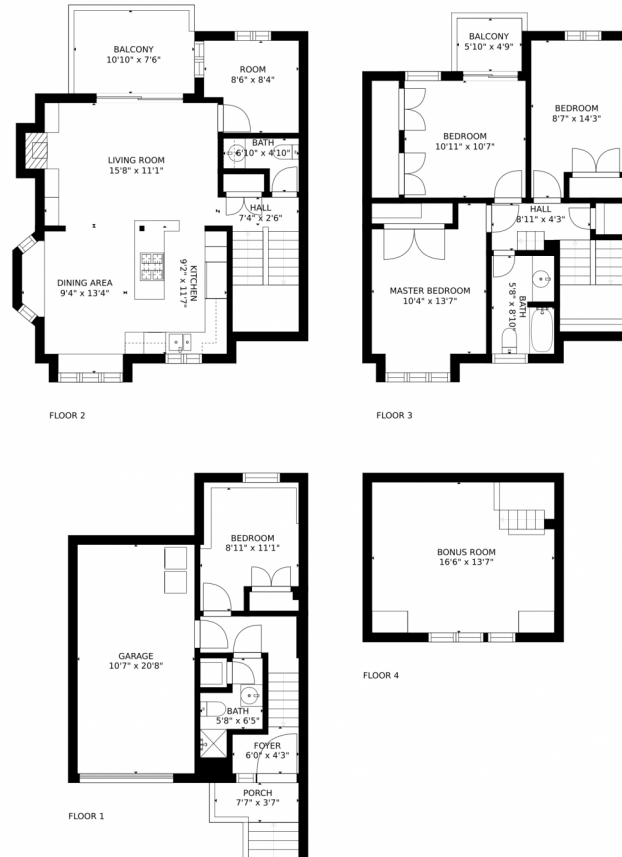 BALCONY
10'10" x 7'6"
ROOM
8'6" x 8'4"
BATH
6'10" x 4'10"
LIVING ROOM
15'8" x 11'1"
HALL
7'4" x 2'6"
DINING AREA
9'4" x 13'4"
KITCHEN
9'2" x 11'7"
FLOOR 2
BALCONY
5'10" x 4'9"
BEDROOM
8'7" x 14'3"
BEDROOM
10'11" x 10'7"
HALL
8'11" x 4'3"
MASTER BEDROOM
10'4" x 13'7"
BATH
5'8" x 8'10"
FLOOR 3
BEDROOM
8'11" x 11'1"
GARAGE
10'7" x 20'8"
BATH
5'8" x 6'5"
FOYER
6'0" x 4'3"
PORCH
7'7" x 3'7"
FLOOR 1
BONUS ROOM
16'6" x 13'7"
FLOOR 4